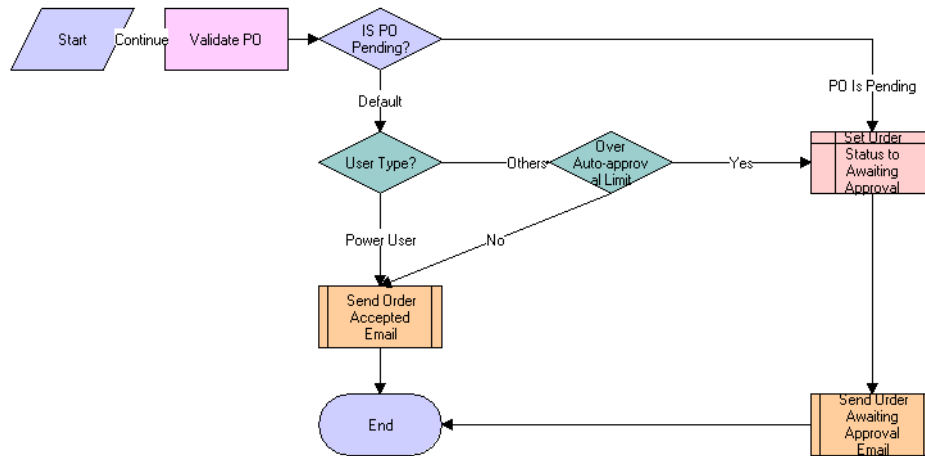 Start
Continue
Validate PO
IS PO
Pending?
PO Is Pending
Default
User Type?
Others
Over
Auto-approv
al Limit
Yes
Set Order
Status to
Awaiting
Approval
Power User
No
Send Order
Accepted
Email
End
Send Order
Awaiting
Approval
Email